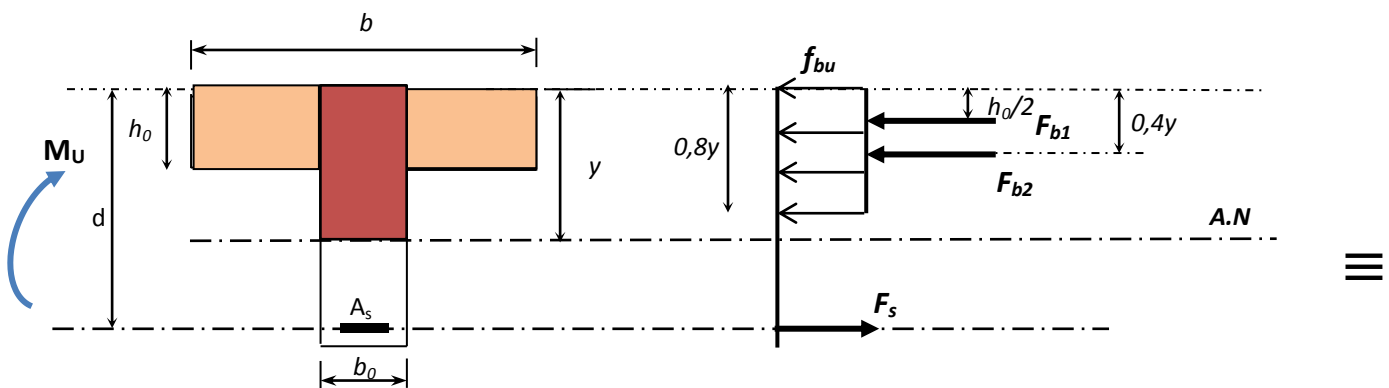 b
f_bu
h_0
h_0/2
F_b1
0,4y
M_U
0,8y
y
F_b2
d
A.N
≡
A_s
F_s
b_0